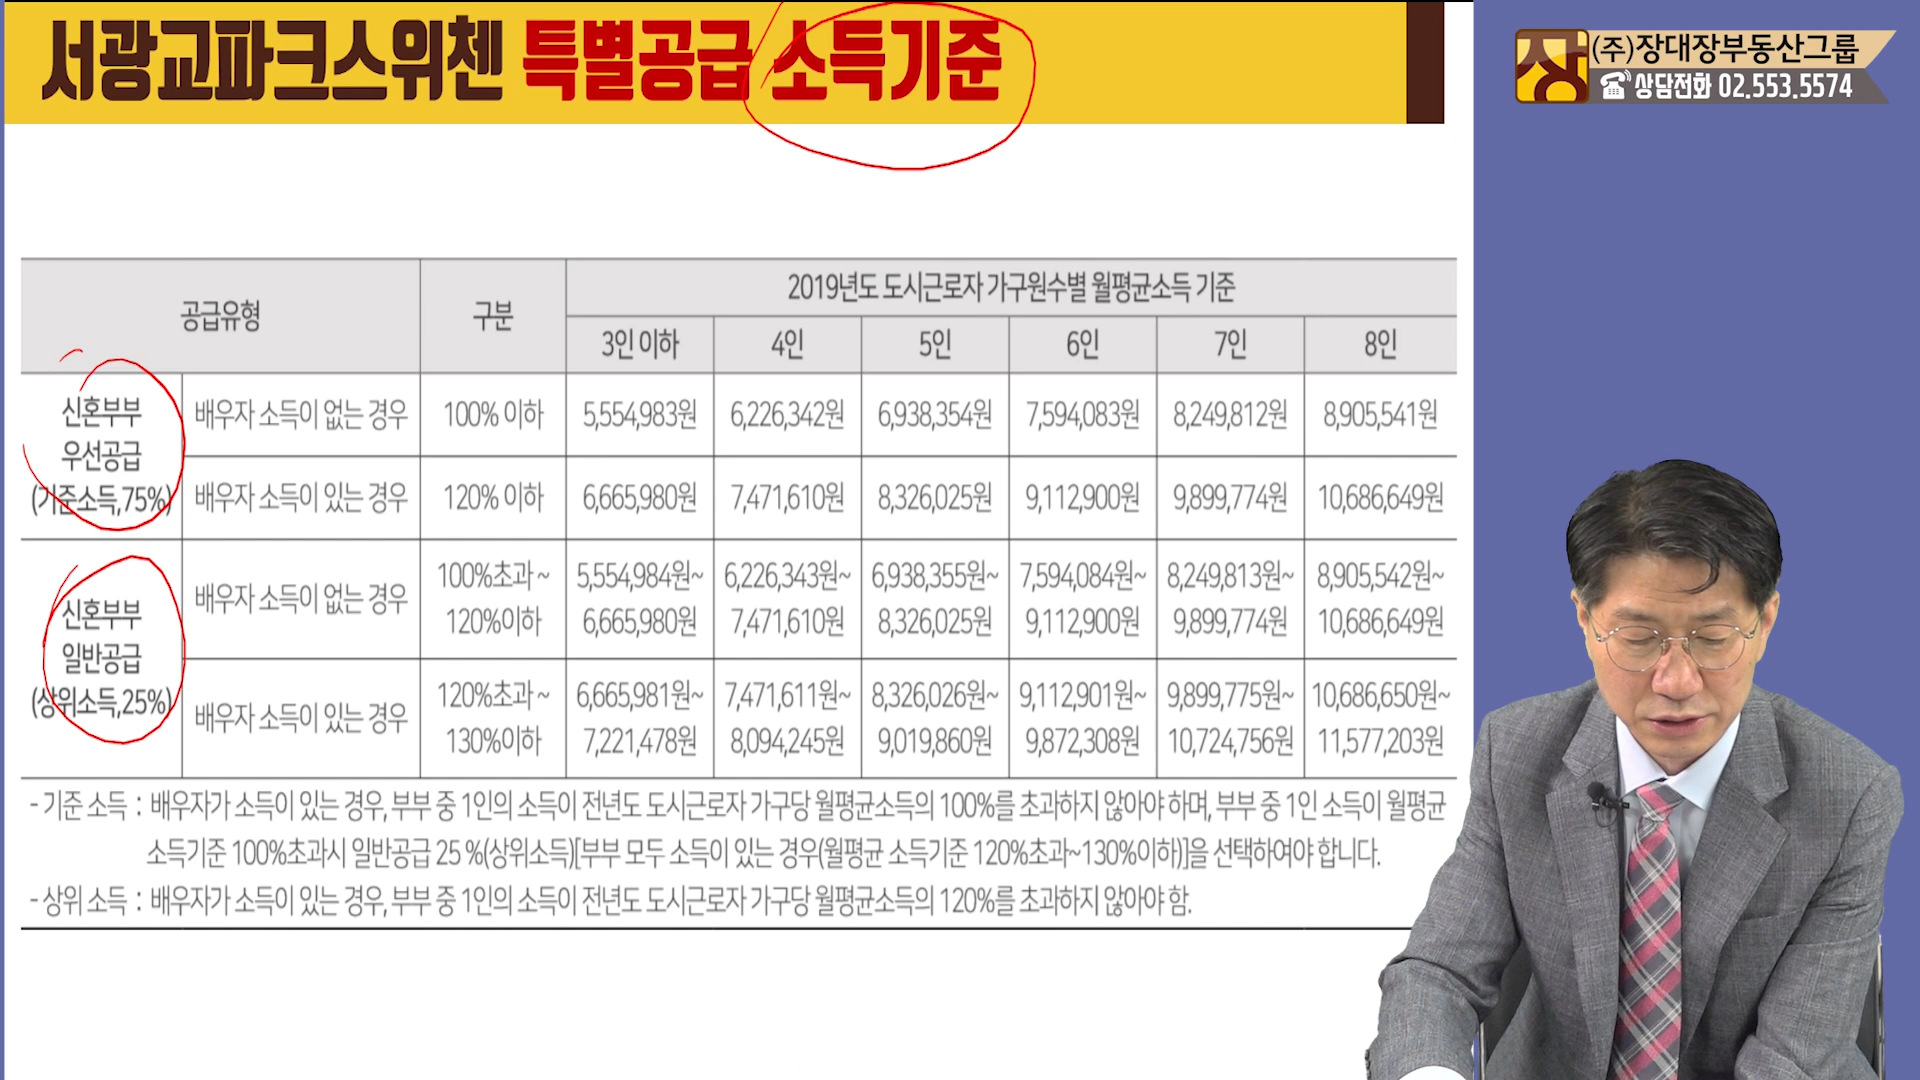 서광교파크스위첸 특별공급 소득기준
(주)장대장부동산그룹
상담전화 02.553.5574
장
공급유형 구분 2019년도 도시근로자 가구원수별 월평균소득 기준
3인 이하 4인 5인 6인 7인 8인
신혼부부
우선공급
(기준소득,75%)
배우자 소득이 없는 경우 100% 이하 5,554,983원 6,226,342원 6,938,354원 7,594,083원 8,249,812원 8,905,541원
배우자 소득이 있는 경우 120% 이하 6,665,980원 7,471,610원 8,326,025원 9,112,900원 9,899,774원 10,686,649원
신혼부부
일반공급
(상위소득,25%)
배우자 소득이 없는 경우 100%초과~ 5,554,984원~ 6,226,343원~ 6,938,355원~ 7,594,084원~ 8,249,813원~ 8,905,542원~
120%이하 6,665,980원 7,471,610원 8,326,025원 9,112,900원 9,899,774원 10,686,649원
배우자 소득이 있는 경우 120%초과~ 6,665,981원~ 7,471,611원~ 8,326,026원~ 9,112,901원~ 9,899,775원~ 10,686,650원~
130%이하 7,221,478원 8,094,245원 9,019,860원 9,872,308원 10,724,756원 11,577,203원
- 기준 소득 : 배우자가 소득이 있는 경우, 부부 중 1인의 소득이 전년도 도시근로자 가구당 월평균소득의 100%를 초과하지 않아야 하며, 부부 중 1인 소득이 월평균
소득기준 100%초과시 일반공급 25 %(상위소득)[부부 모두 소득이 있는 경우(월평균 소득기준 120%초과~130%이하)]을 선택하여야 합니다.
- 상위 소득 : 배우자가 소득이 있는 경우, 부부 중 1인의 소득이 전년도 도시근로자 가구당 월평균소득의 120%를 초과하지 않아야 함.